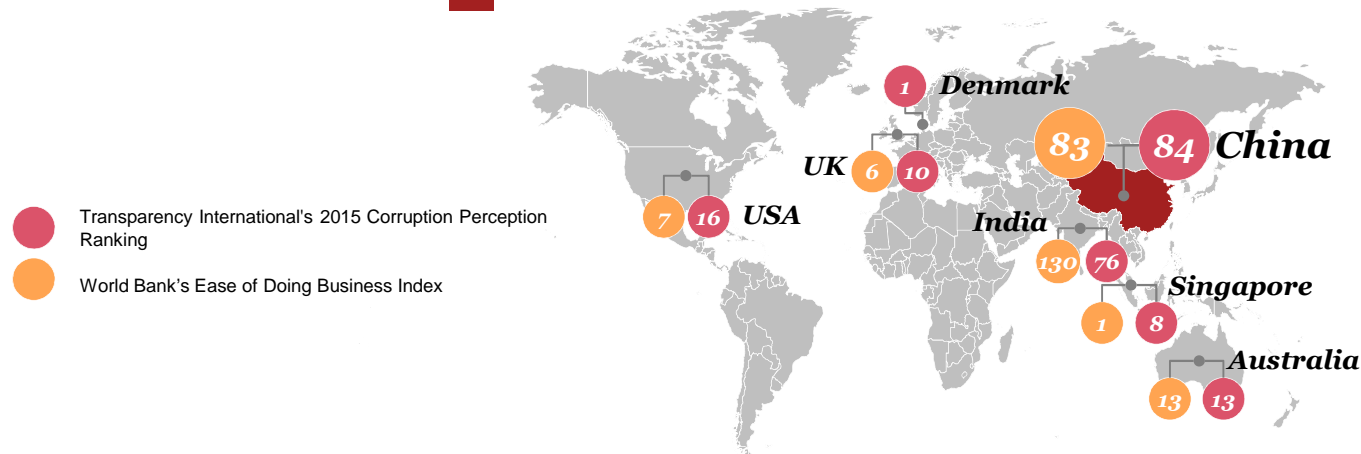 1 Denmark
83 84 China
UK 6 10
7 16 USA
Transparency International's 2015 Corruption Perception
Ranking
India
130 76
World Bank's Ease of Doing Business Index
Singapore
1 8
Australia
13 13